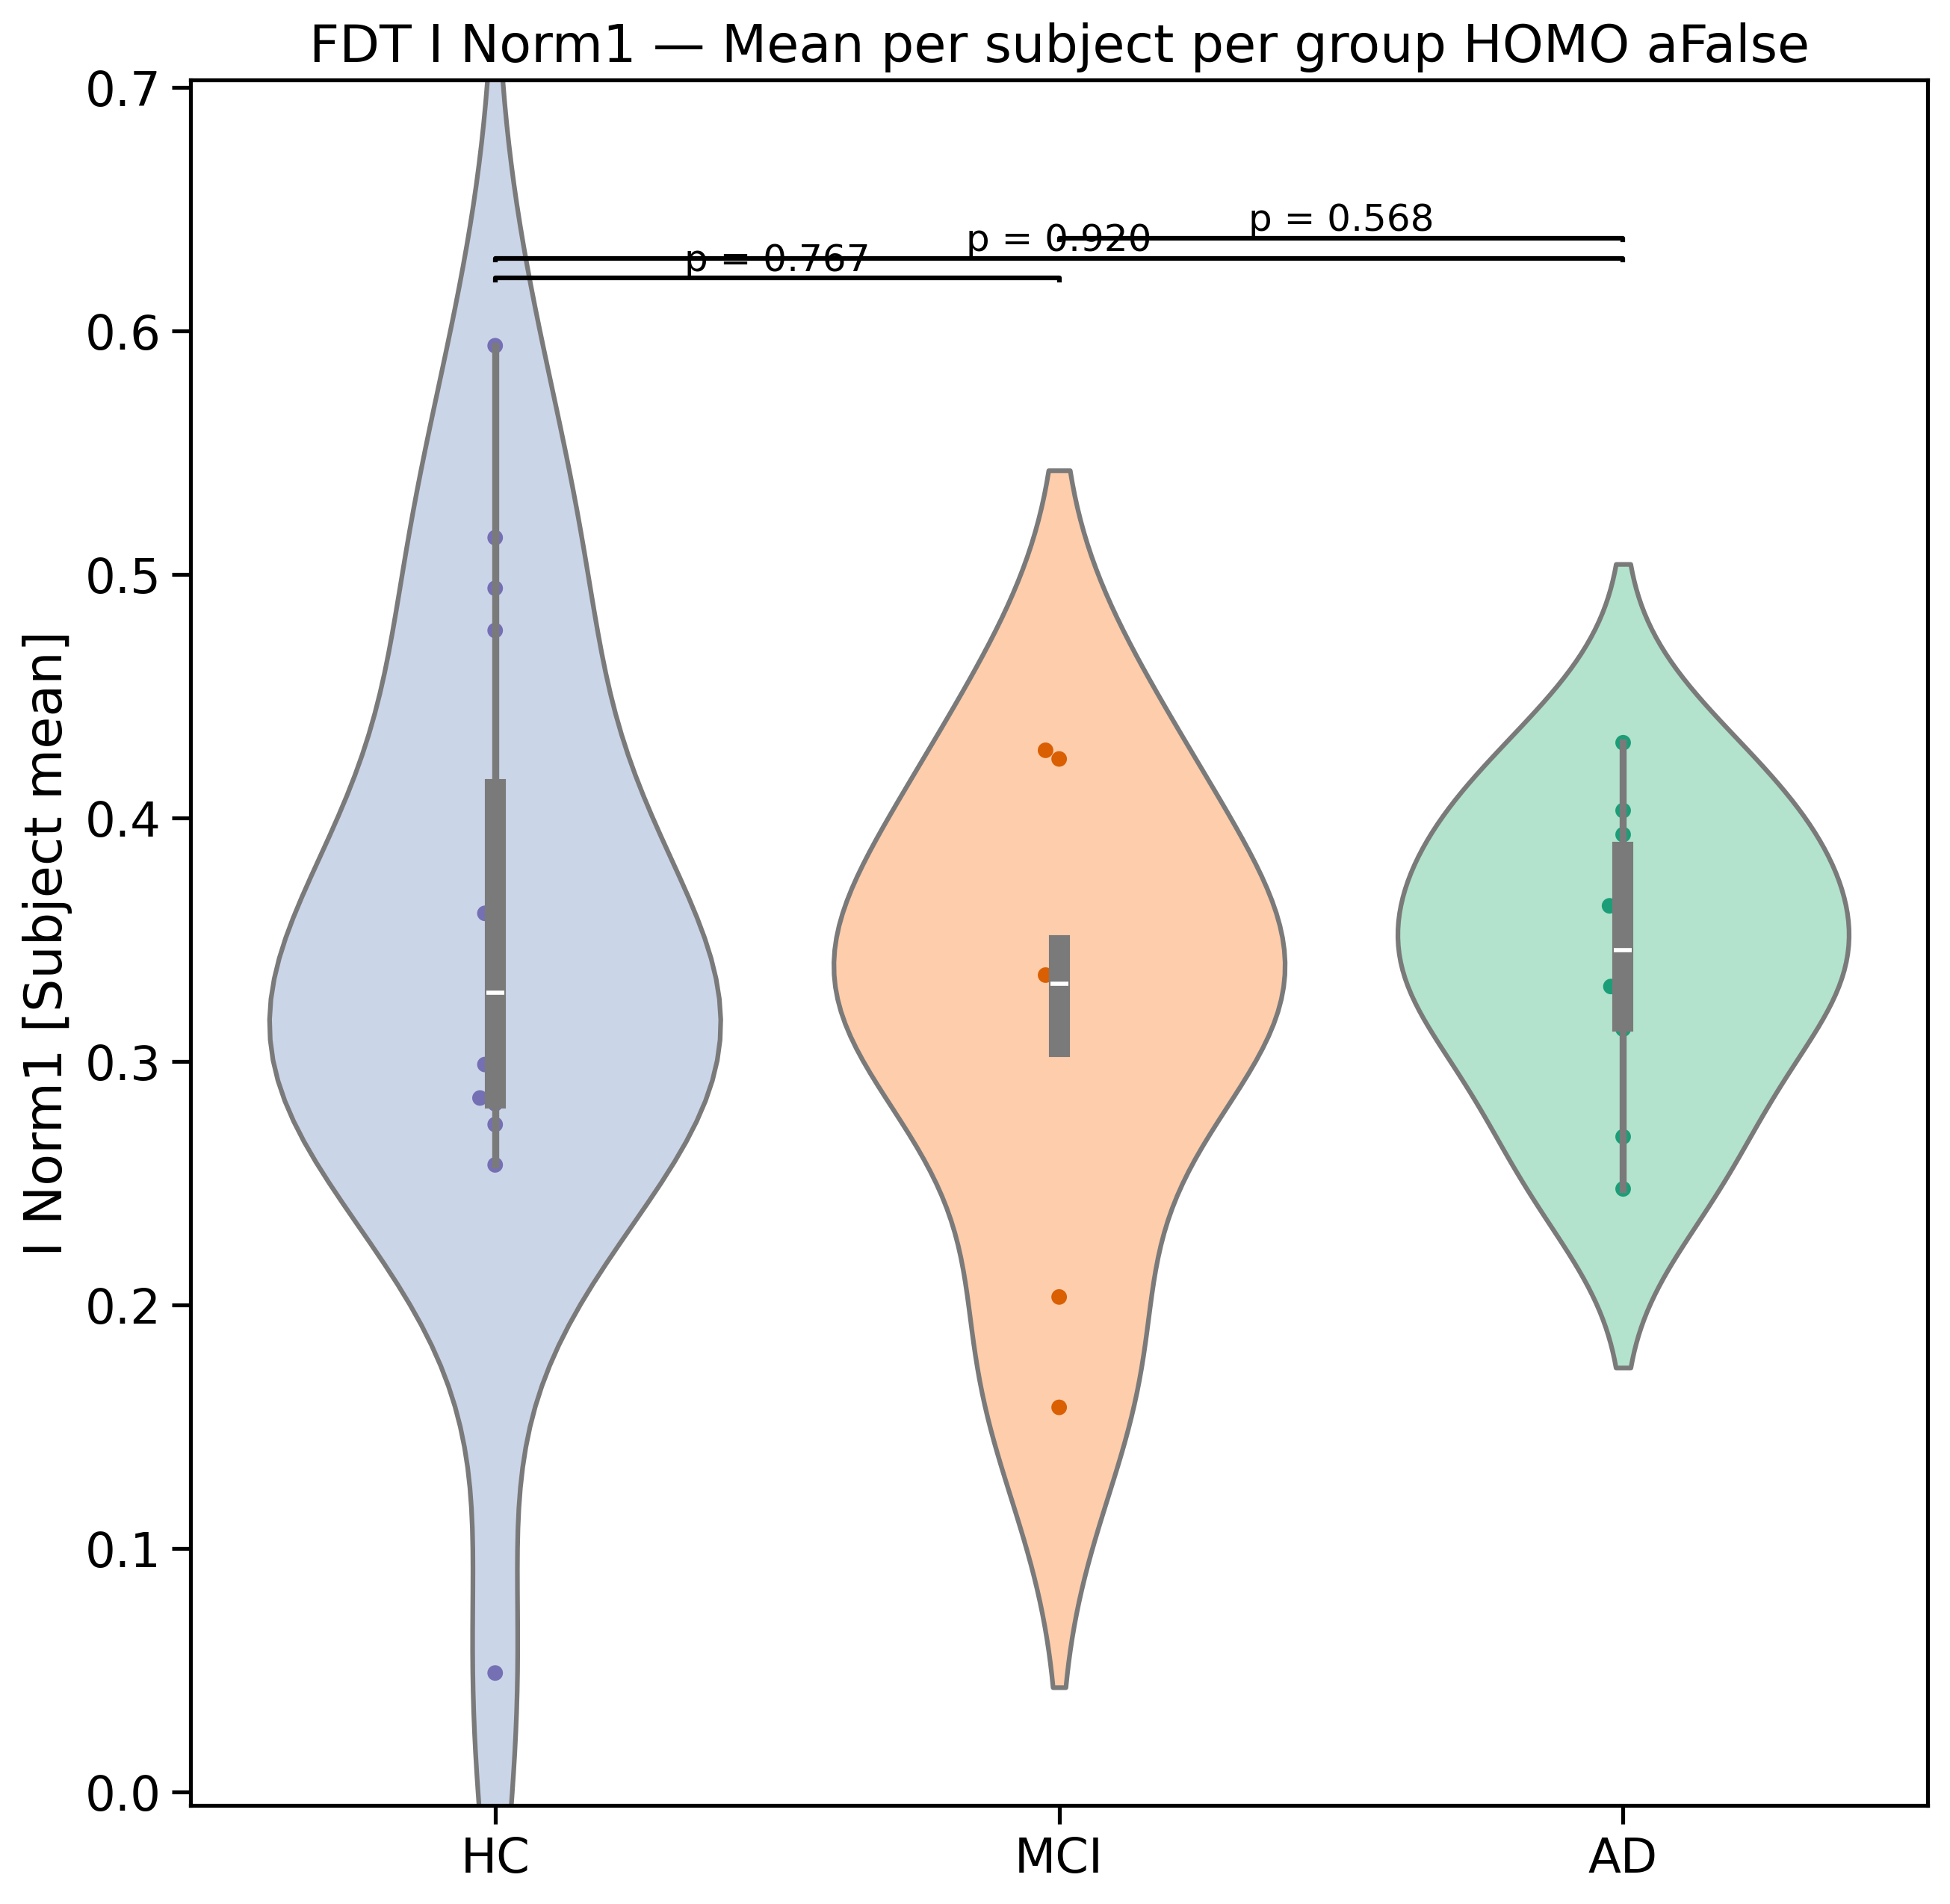 FDT I Norm1 — Mean per subject per group HOMO aFalse
I Norm1 [Subject mean]
0.7
0.6
0.5
0.4
0.3
0.2
0.1
0.0
p = 0.568
p = 0.920
p = 0.767
HC
MCI
AD